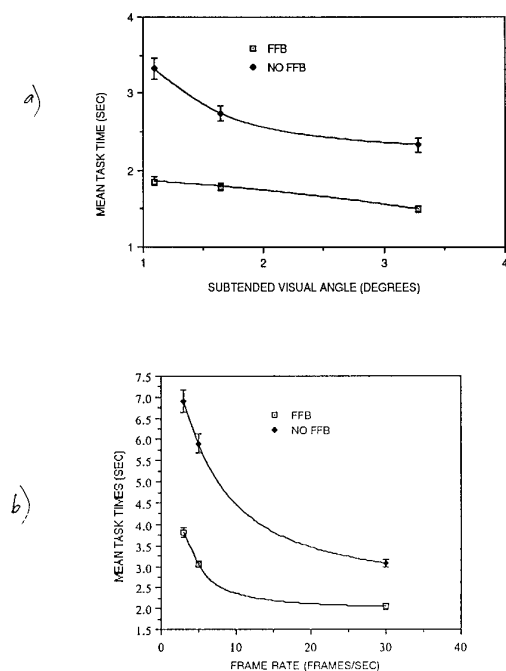 a)
4
3
2
1
MEAN TASK TIME (SEC)
FFB
NO FFB
1 2 3 4
SUBTENDED VISUAL ANGLE (DEGREES)
b)
7.5
7.0
6.5
6.0
5.5
5.0
4.5
4.0
3.5
3.0
2.5
2.0
1.5
MEAN TASK TIMES (SEC)
FFB
NO FFB
0 10 20 30 40
FRAME RATE (FRAMES/SEC)